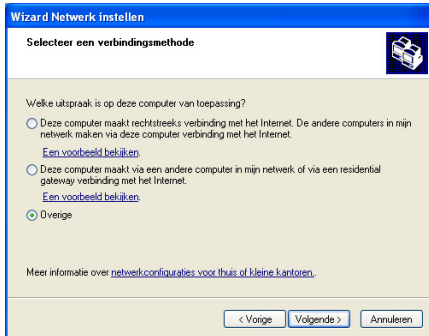 Wizard Netwerk instellen
Selecteer een verbindingsmethode
Welke uitspraak is op deze computer van toepassing?
Deze computer maakt rechtstreeks verbinding met het Internet. De andere computers in mijn
netwerk maken via deze computer verbinding met het Internet.
Een voorbeeld bekijken.
Deze computer maakt via een andere computer in mijn netwerk of via een residential
gateway verbinding met het Internet.
Een voorbeeld bekijken.
Overige
Meer informatie over netwerkconfiguraties voor thuis of kleine kantoren..
< Vorige Volgende > Annuleren